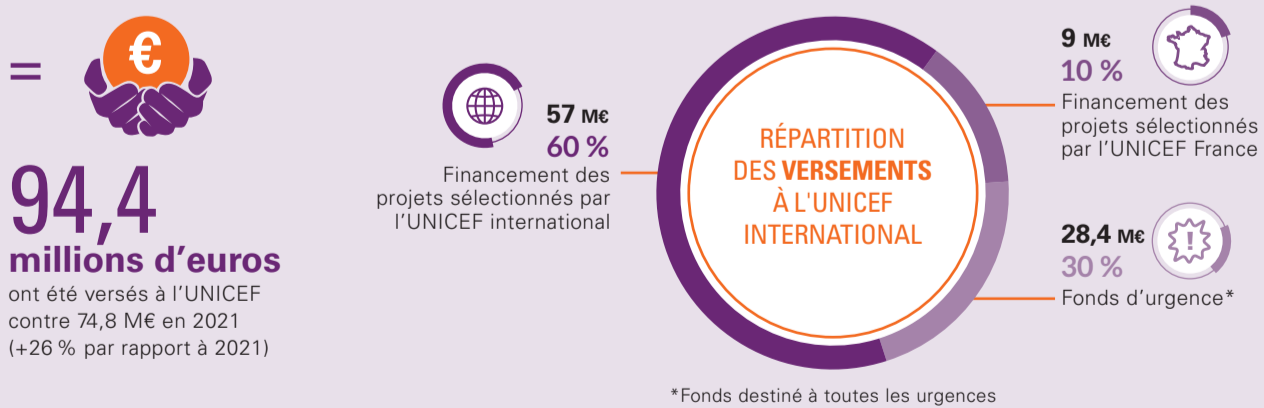 =
€
94,4
millions d’euros
ont été versés à l’UNICEF
contre 74,8 M€ en 2021
(+26 % par rapport à 2021)
57 M€
60 %
Financement des
projets sélectionnés par
l’UNICEF international
RÉPARTITION
DES VERSEMENTS
À L'UNICEF
INTERNATIONAL
9 M€
10 %
Financement des
projets sélectionnés
par l’UNICEF France
28,4 M€
30 %
Fonds d’urgence*
!
*Fonds destiné à toutes les urgences